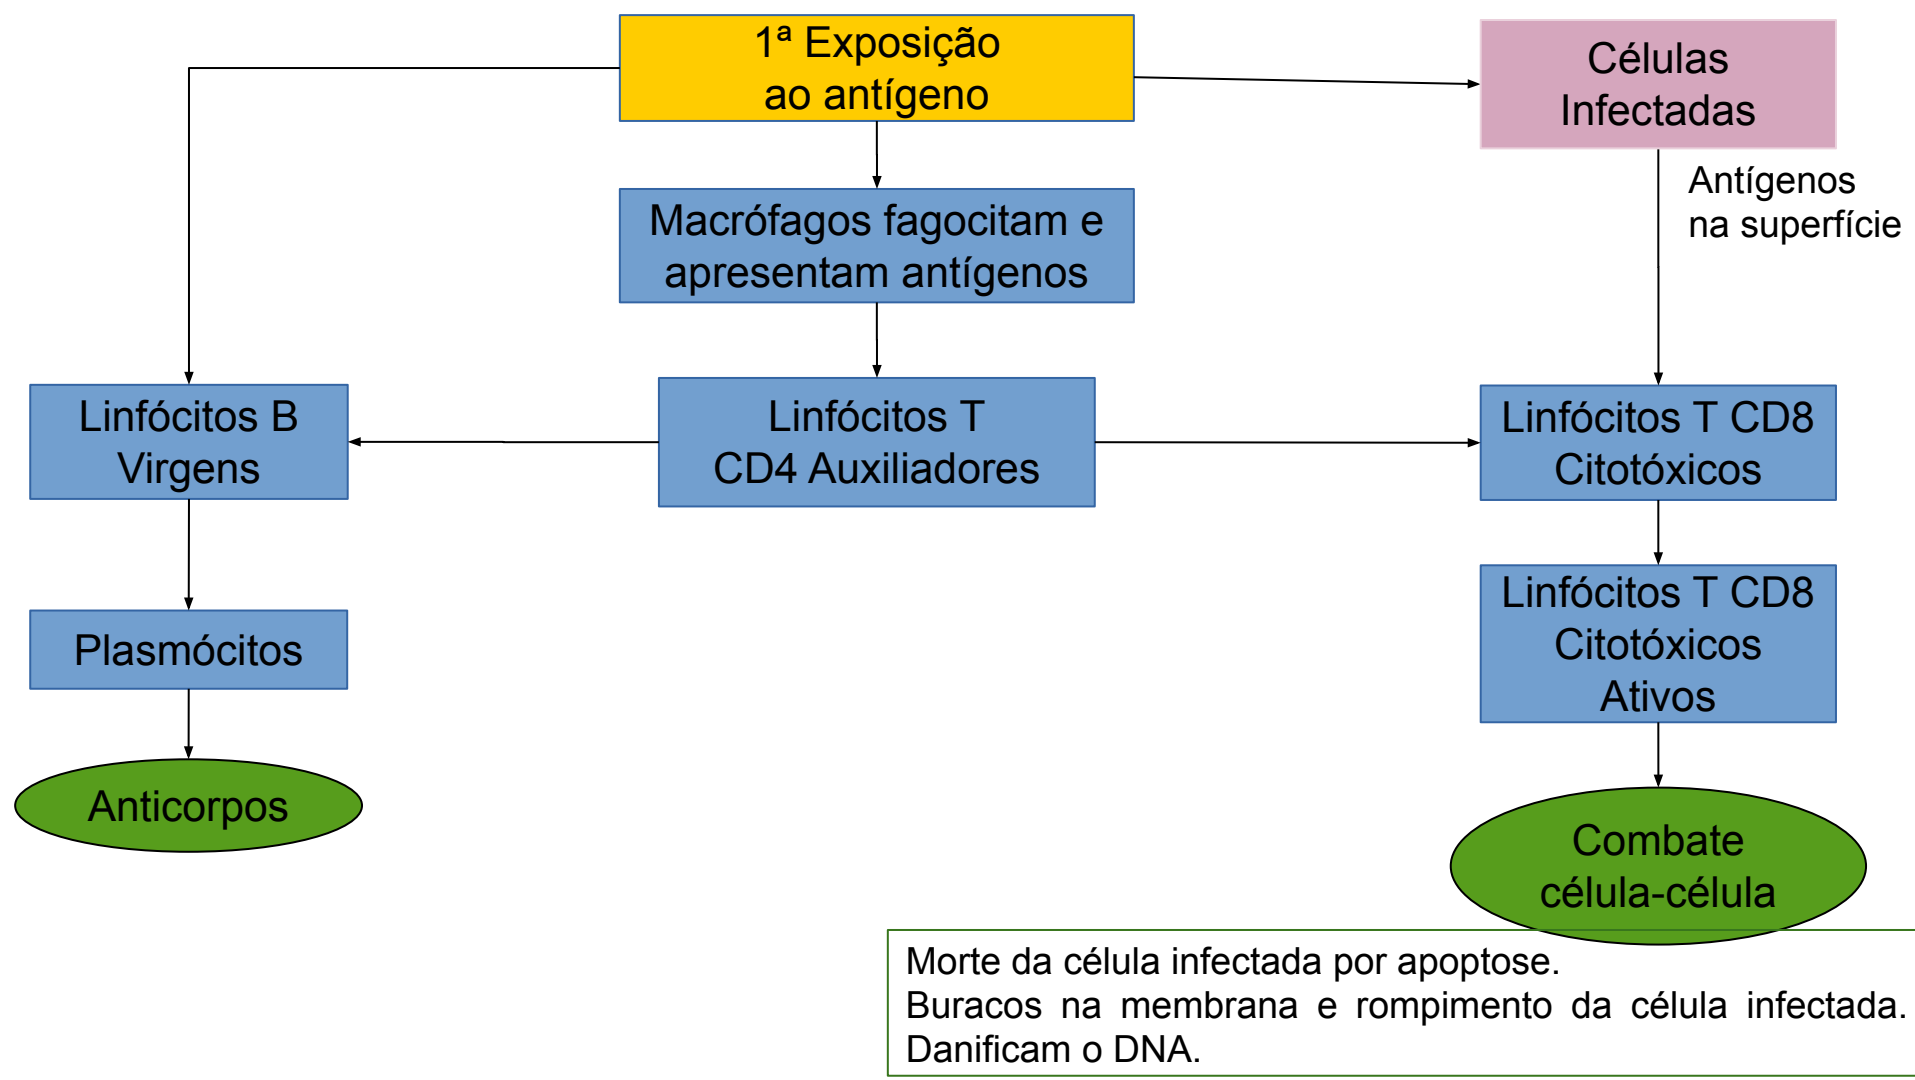 1ª Exposição
ao antígeno
Células
Infectadas
Antígenos
na superfície
Macrófagos fagocitam e
apresentam antígenos
Linfócitos B
Virgens
Linfócitos T
CD4 Auxiliadores
Linfócitos T CD8
Citotóxicos
Plasmócitos
Linfócitos T CD8
Citotóxicos
Ativos
Anticorpos
Combate
célula-célula
Morte da célula infectada por apoptose.
Buracos na membrana e rompimento da célula infectada.
Danificam o DNA.